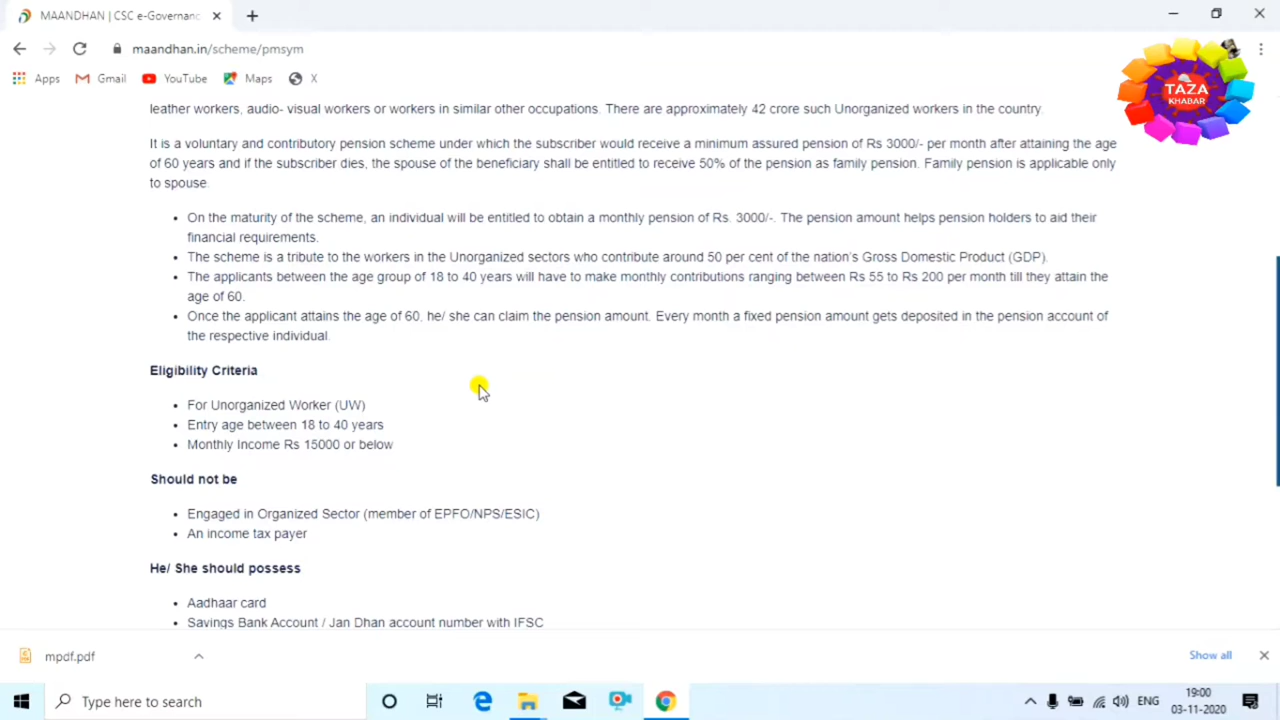 MAANDHAN | CSC e-Governanc
maandhan.in/scheme/pmsym
Apps Gmail YouTube Maps X
TAZA
KHABAR
leather workers, audio- visual workers or workers in similar other occupations. There are approximately 42 crore such Unorganized workers in the country.
It is a voluntary and contributory pension scheme under which the subscriber would receive a minimum assured pension of Rs 3000/- per month after attaining the age
of 60 years and if the subscriber dies, the spouse of the beneficiary shall be entitled to receive 50% of the pension as family pension. Family pension is applicable only
to spouse.
• On the maturity of the scheme, an individual will be entitled to obtain a monthly pension of Rs. 3000/-. The pension amount helps pension holders to aid their
financial requirements.
• The scheme is a tribute to the workers in the Unorganized sectors who contribute around 50 per cent of the nation's Gross Domestic Product (GDP).
• The applicants between the age group of 18 to 40 years will have to make monthly contributions ranging between Rs 55 to Rs 200 per month till they attain the
age of 60.
• Once the applicant attains the age of 60, he/ she can claim the pension amount. Every month a fixed pension amount gets deposited in the pension account of
the respective individual.
Eligibility Criteria
• For Unorganized Worker (UW)
• Entry age between 18 to 40 years
• Monthly Income Rs 15000 or below
Should not be
• Engaged in Organized Sector (member of EPFO/NPS/ESIC)
• An income tax payer
He/ She should possess
• Aadhaar card
• Savings Bank Account / Jan Dhan account number with IFSC
mpdf.pdf
Show all
Type here to search
ENG
19:00
03-11-2020